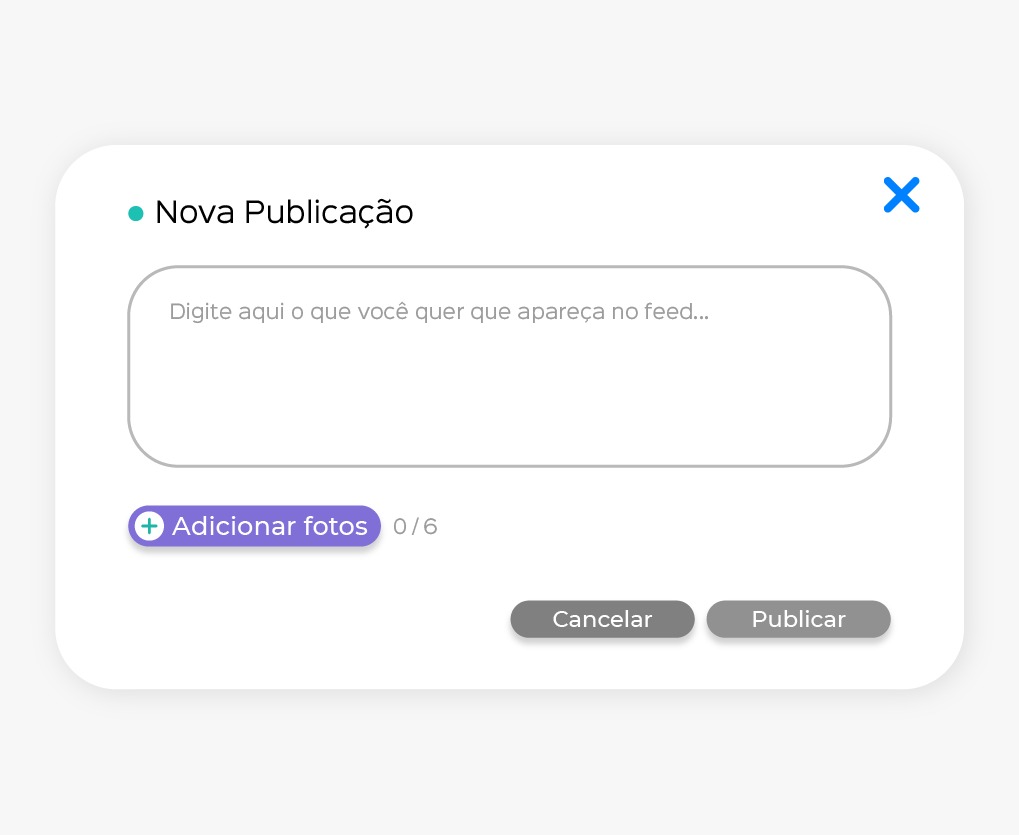 Nova Publicação
Digite aqui o que você quer que apareça no feed...
Adicionar fotos 0 / 6
Cancelar Publicar